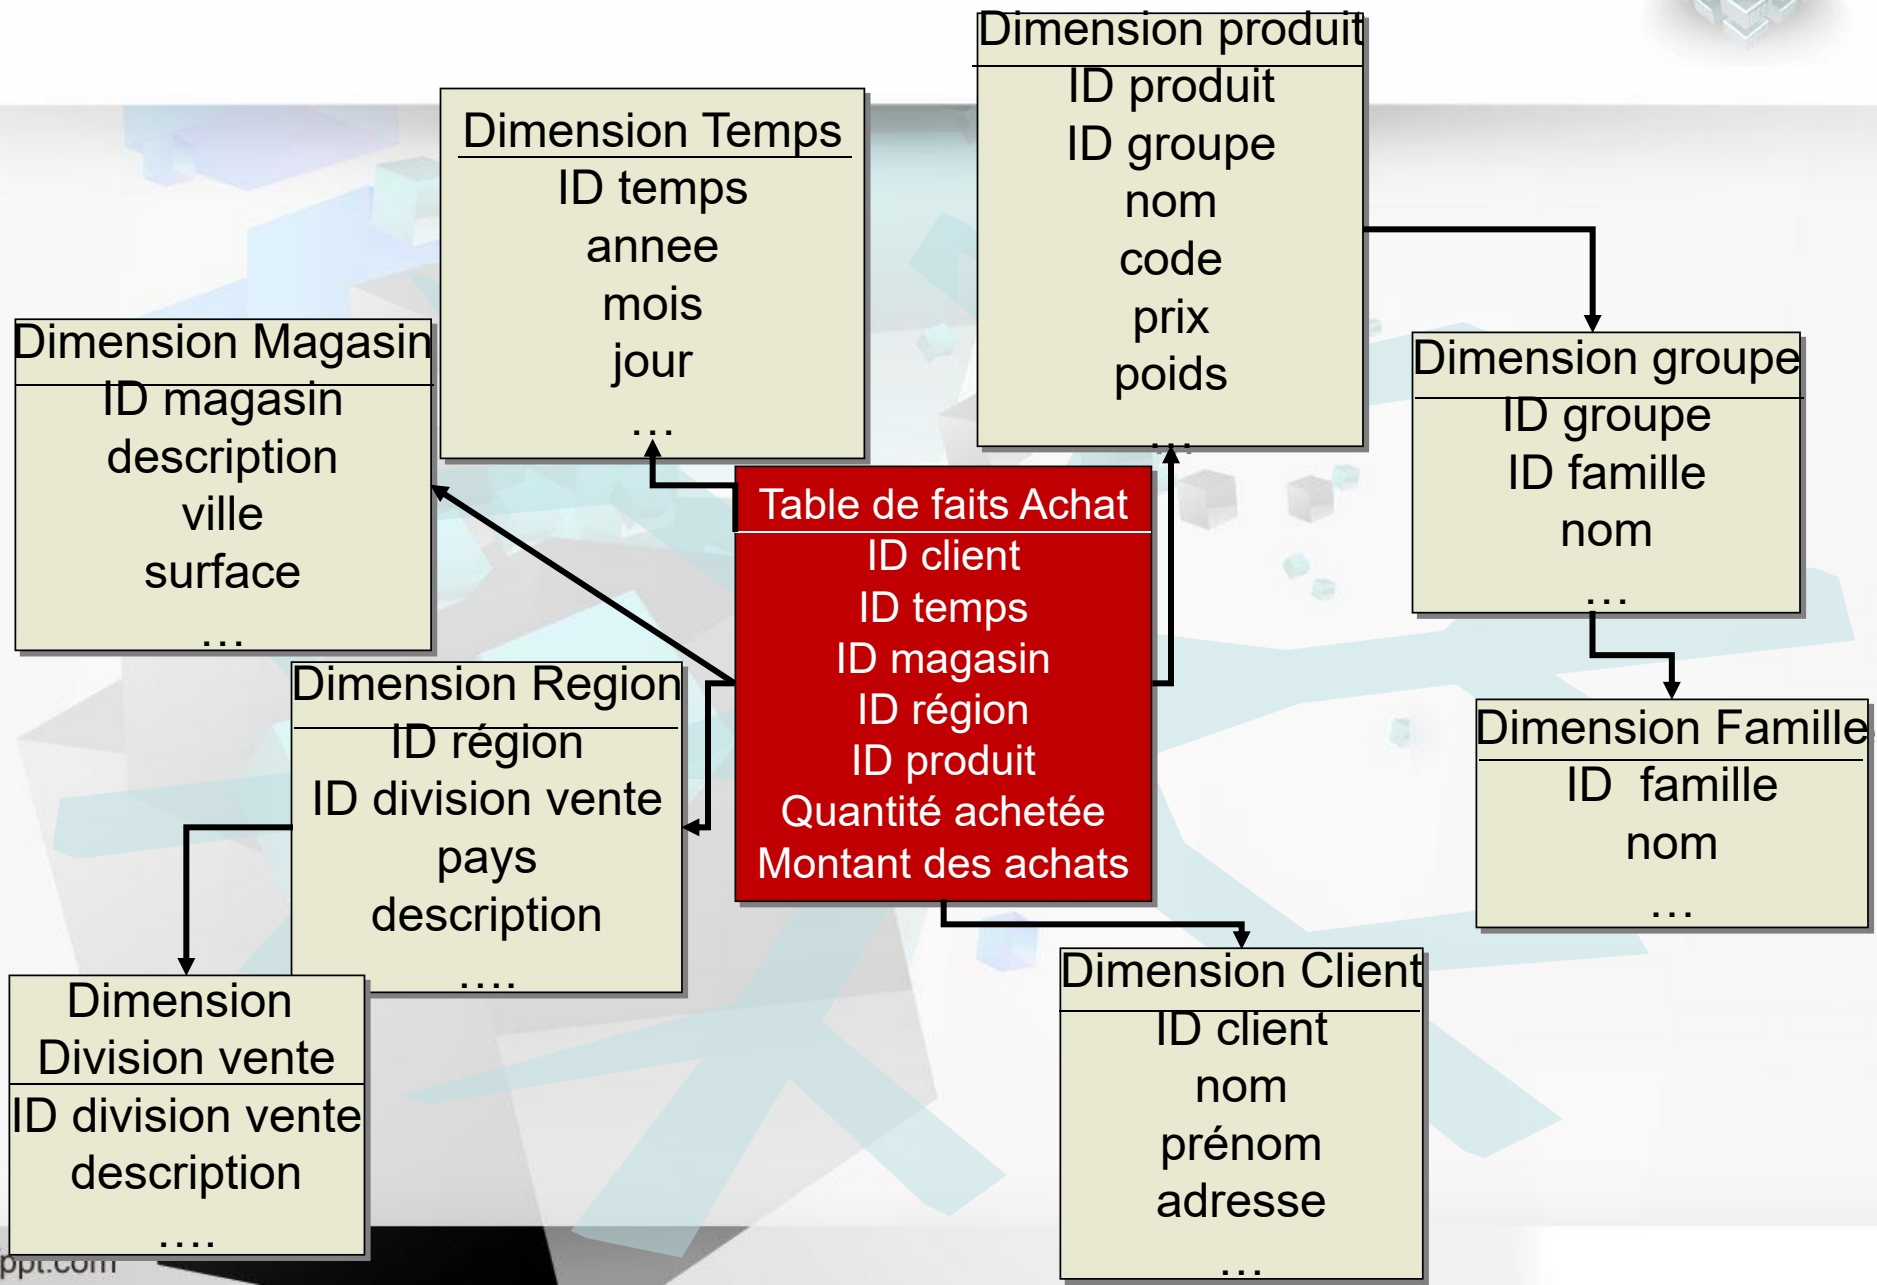 Dimension produit
ID produit
ID groupe
nom
code
prix
poids
…
Dimension Temps
ID temps
annee
mois
jour
…
Dimension Magasin
ID magasin
description
ville
surface
…
Dimension groupe
ID groupe
ID famille
nom
…
Table de faits Achat
ID client
ID temps
ID magasin
ID région
ID produit
Quantité achetée
Montant des achats
Dimension Region
ID région
ID division vente
pays
description
….
Dimension Famille
ID famille
nom
…
Dimension
Division vente
ID division vente
description
….
Dimension Client
ID client
nom
prénom
adresse
…
ppt.com